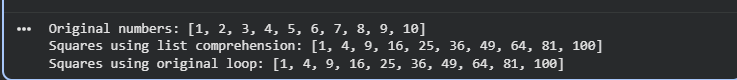 Original numbers: [1, 2, 3, 4, 5, 6, 7, 8, 9, 10]
Squares using list comprehension: [1, 4, 9, 16, 25, 36, 49, 64, 81, 100]
Squares using original loop: [1, 4, 9, 16, 25, 36, 49, 64, 81, 100]